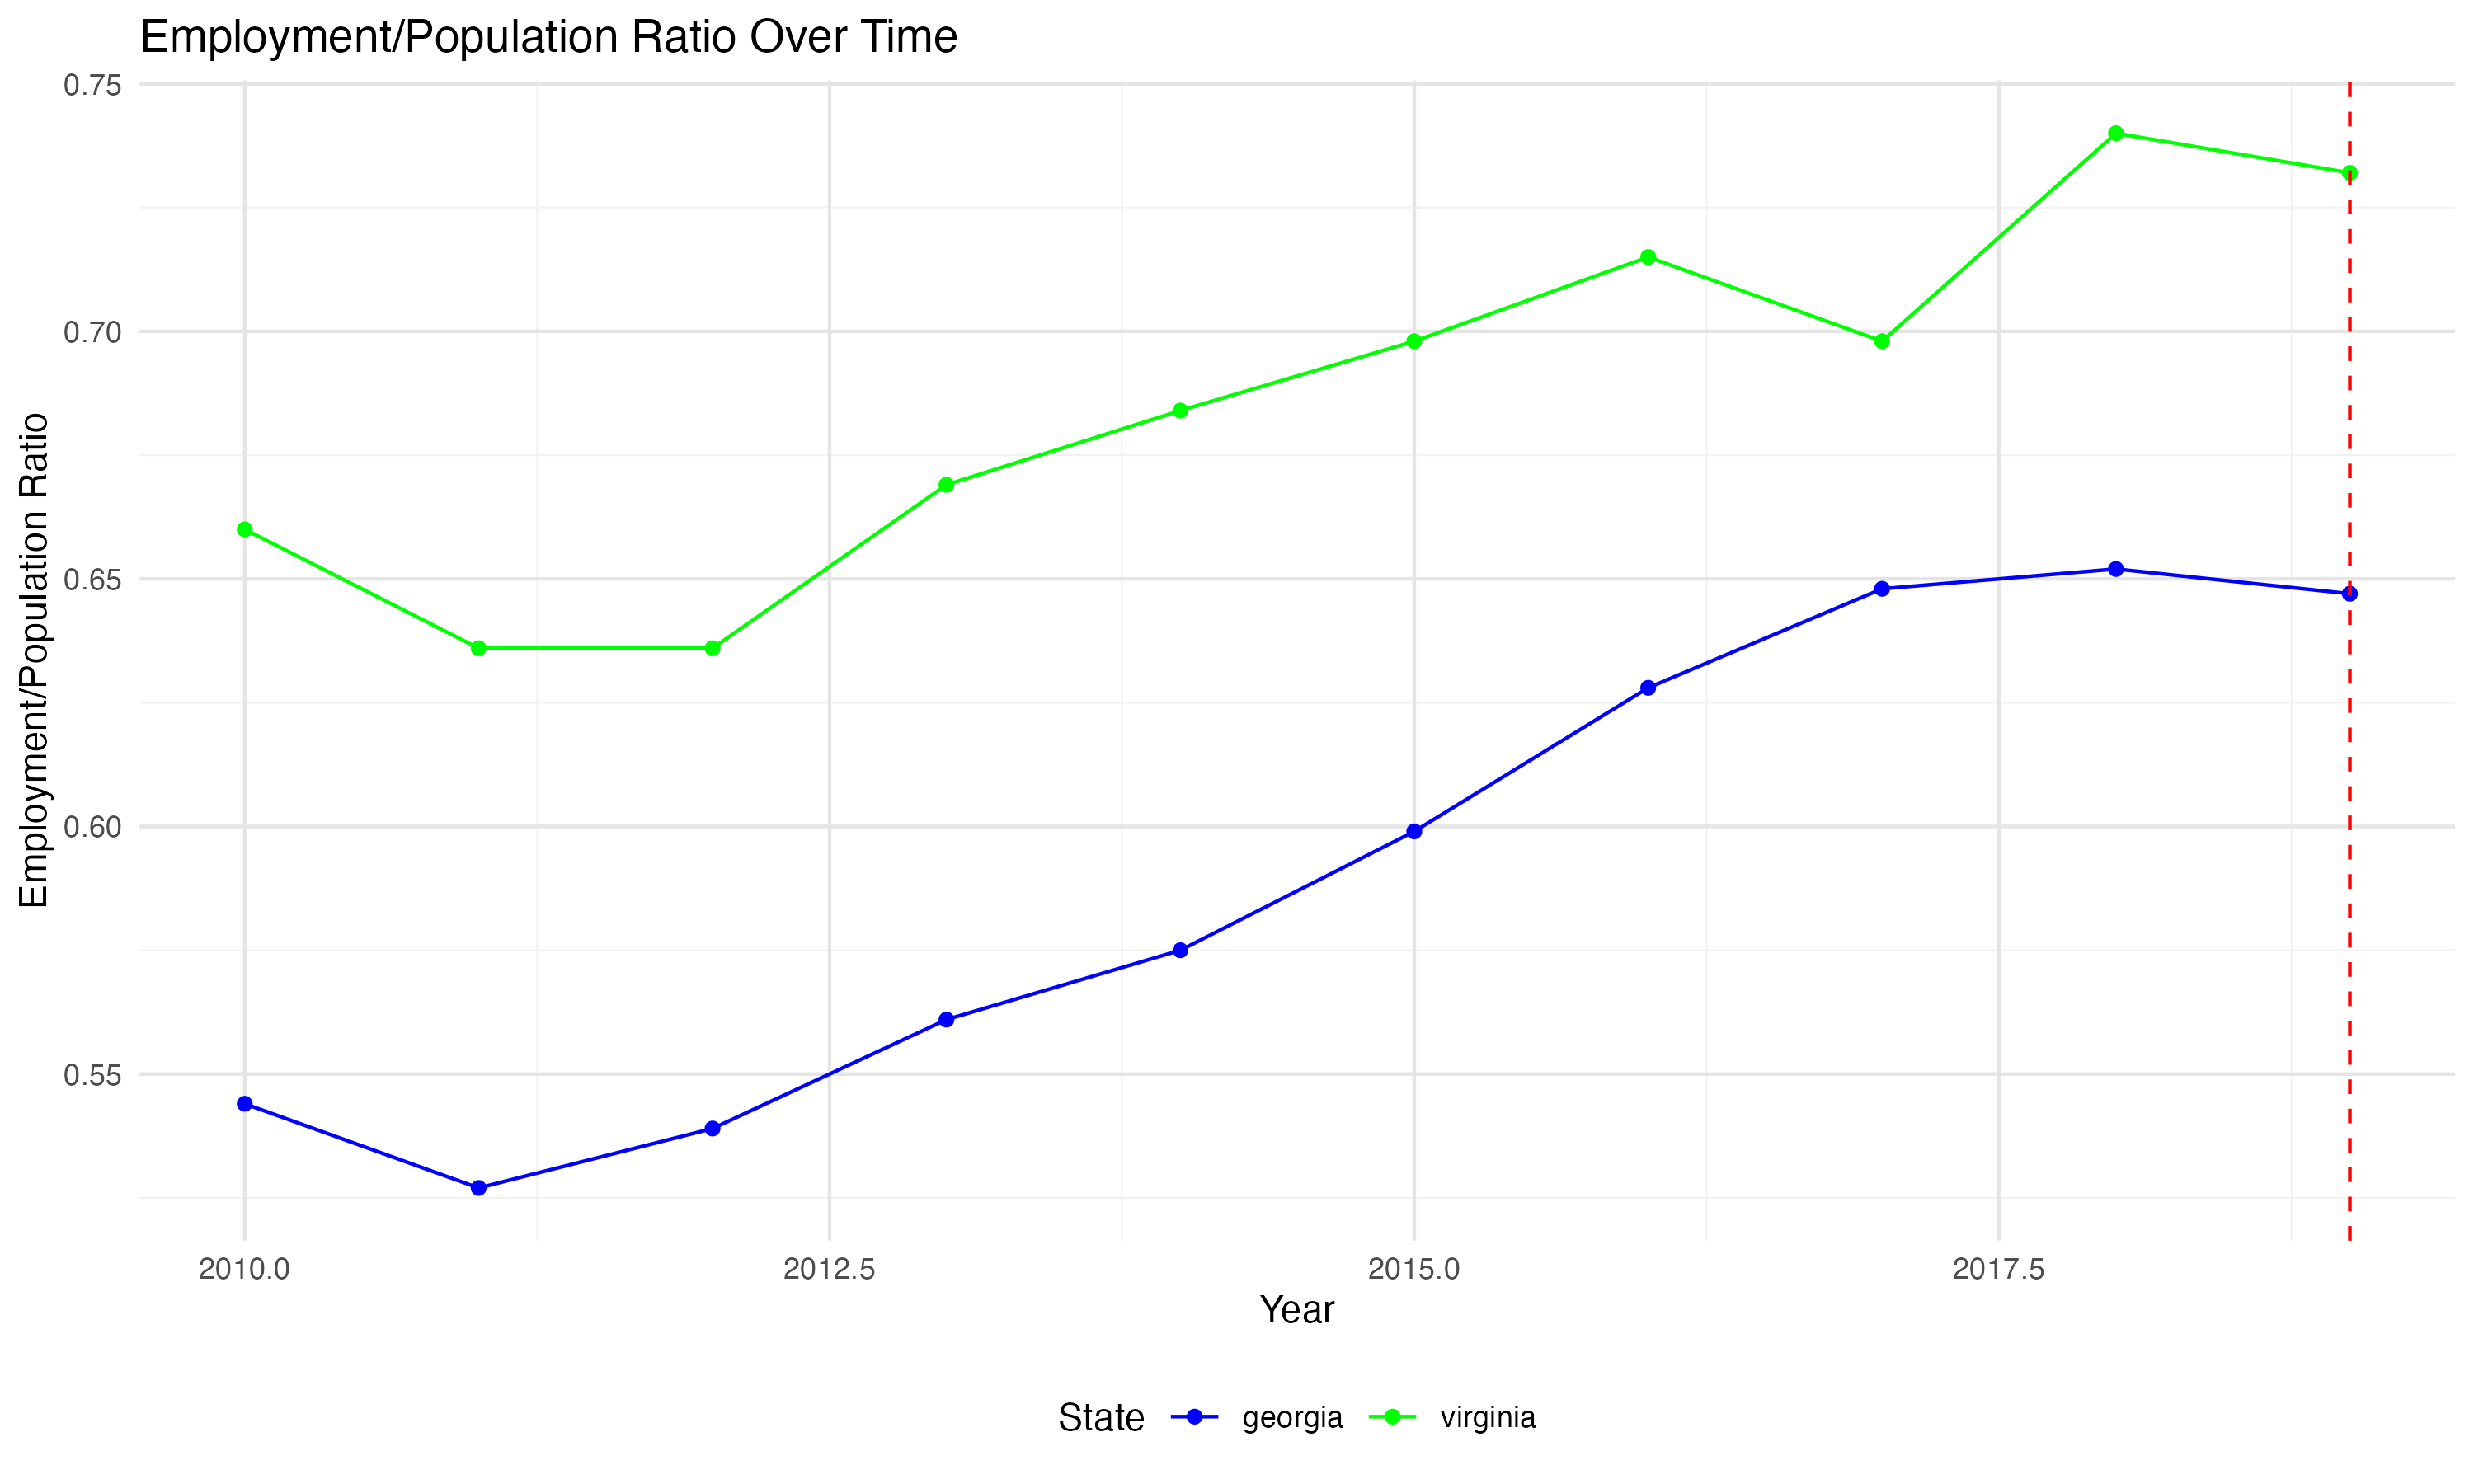 Employment/Population Ratio Over Time
Employment/Population Ratio
0.75
0.70
0.65
0.60
0.55
2010.0 2012.5 2015.0 2017.5
Year
State georgia virginia